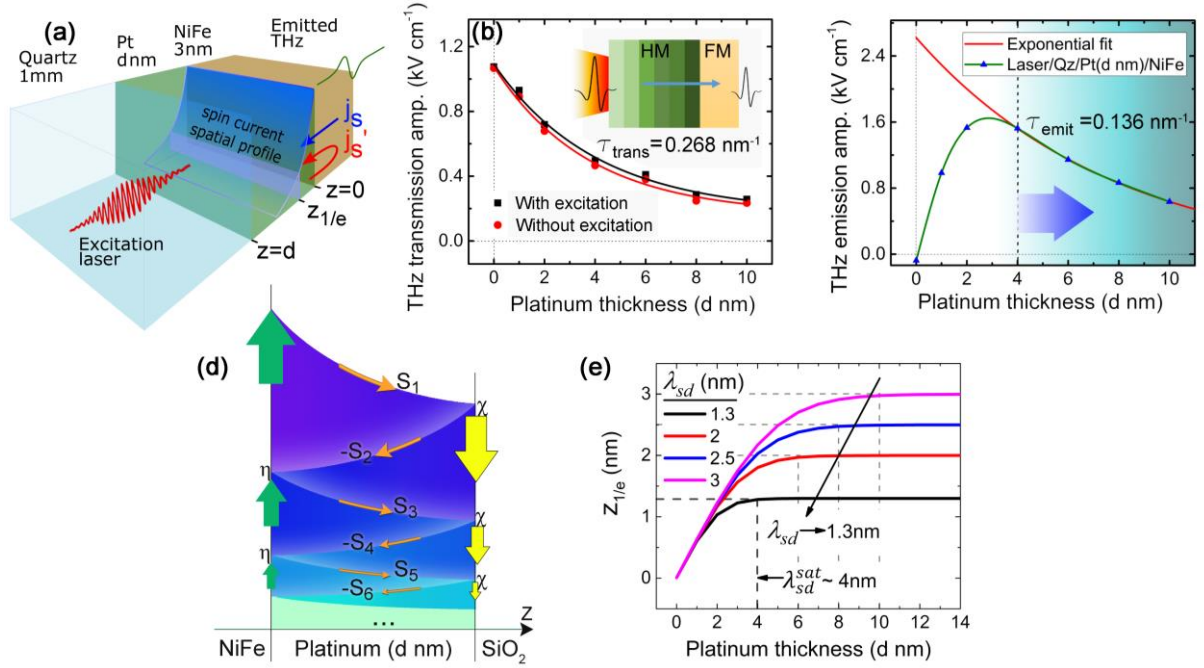 (a)
Quartz
1mm
Pt
dnm
NiFe
3nm
Emitted
THz
spin current
spatial profile
jS
jS'
z=0
z1/e
z=d
Excitation
laser
(b)
THz transmission amp. (kV cm⁻¹)
1.2
0.8
0.4
0.0
HM
FM
τtrans=0.268 nm⁻¹
With excitation
Without excitation
0 2 4 6 8 10
Platinum thickness (d nm)
THz emission amp. (kV cm⁻¹)
2.4
1.6
0.8
0.0
Exponential fit
Laser/Qz/Pt(d nm)/NiFe
τemit=0.136 nm⁻¹
0 2 4 6 8 10
Platinum thickness (d nm)
(d)
S1
χ
-S2
η
S3
χ
-S4
η
S5
χ
-S6
...
z
NiFe
Platinum (d nm)
SiO2
(e)
z1/e (nm)
3
2
1
0
λsd (nm)
1.3
2
2.5
3
λsd→1.3nm
λsdsat~ 4nm
0 2 4 6 8 10 12 14
Platinum thickness (d nm)